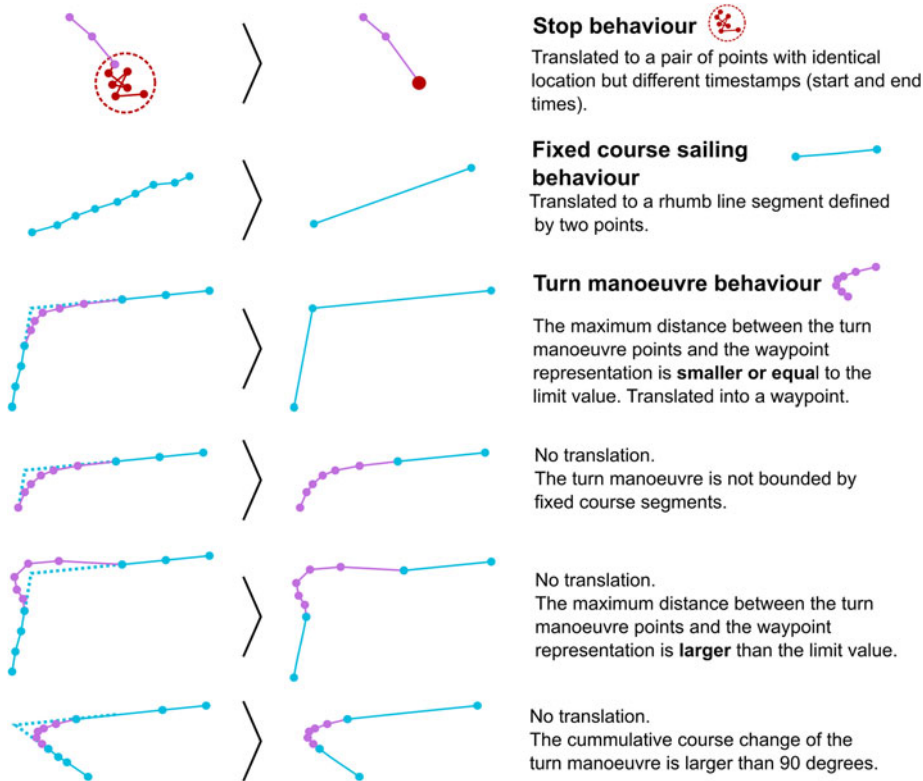 Stop behaviour
Translated to a pair of points with identical
location but different timestamps (start and end
times).
Fixed course sailing
behaviour
Translated to a rhumb line segment defined
by two points.
Turn manoeuvre behaviour
The maximum distance between the turn
manoeuvre points and the waypoint
representation is smaller or equal to the
limit value. Translated into a waypoint.
No translation.
The turn manoeuvre is not bounded by
fixed course segments.
No translation.
The maximum distance between the turn
manoeuvre points and the waypoint
representation is larger than the limit value.
No translation.
The cummulative course change of the
turn manoeuvre is larger than 90 degrees.